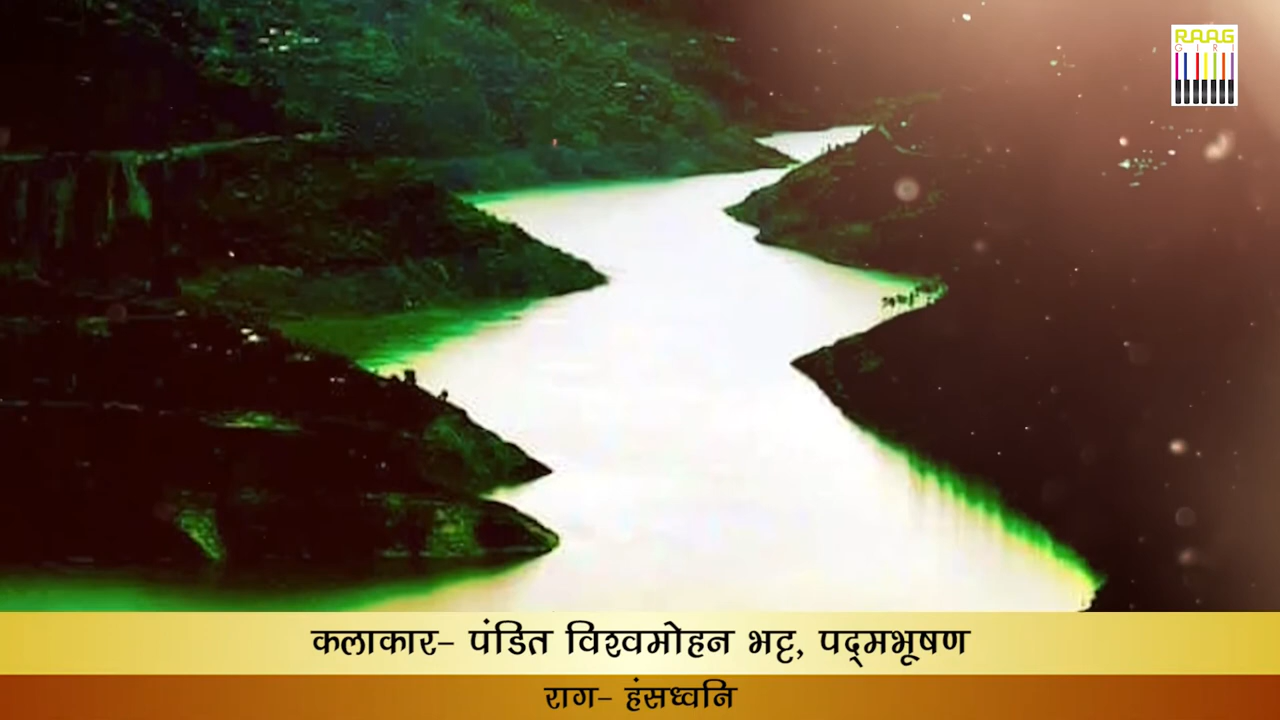 RAAG
GIRI
कलाकार- पंडित विश्वमोहन भट्ट, पद्मभूषण
राग- हंसध्वनि